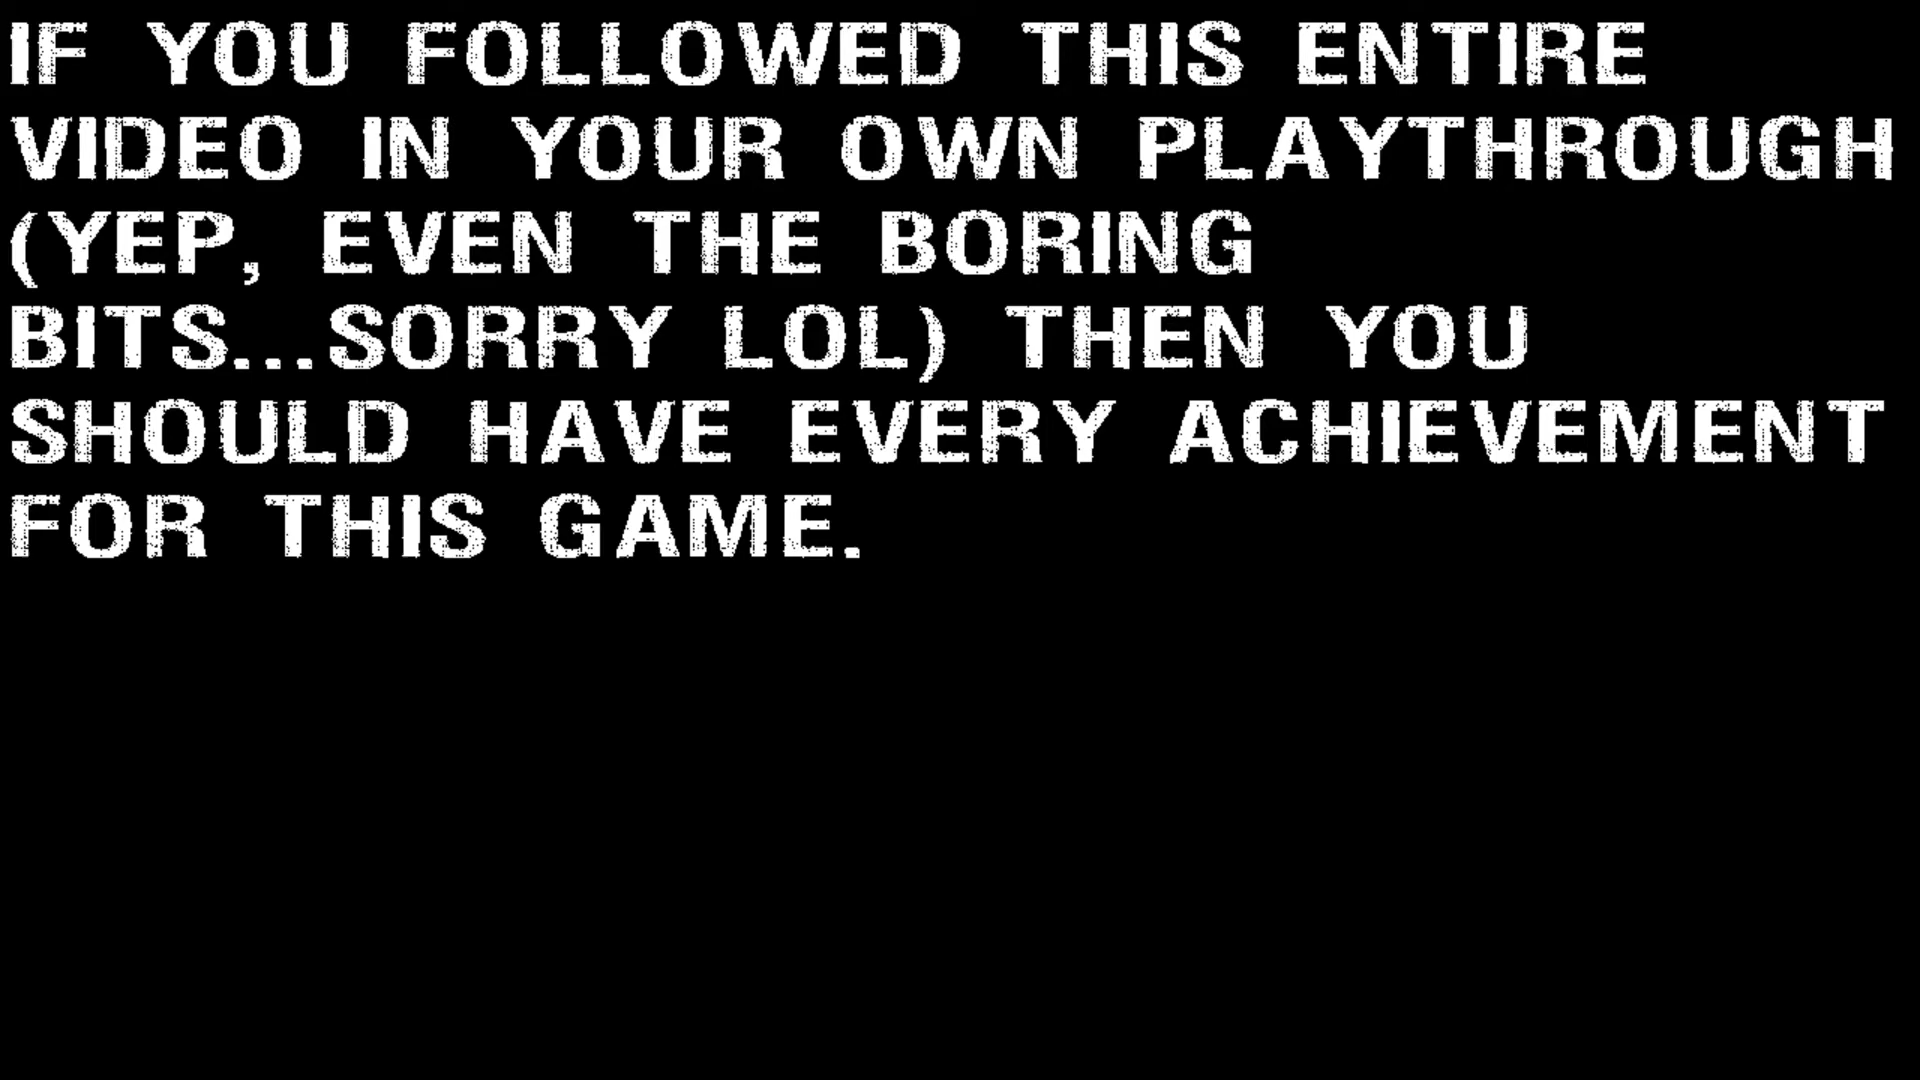 IF YOU FOLLOWED THIS ENTIRE
VIDEO IN YOUR OWN PLAYTHROUGH
(YEP, EVEN THE BORING
BITS...SORRY LOL) THEN YOU
SHOULD HAVE EVERY ACHIEVEMENT
FOR THIS GAME.